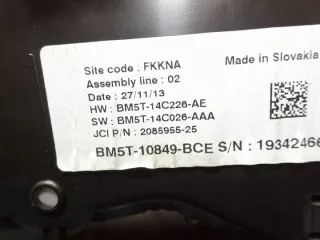 Site code : FKKNA
Made in Slovakia
Assembly line : 02
Date : 27/11/13
HW : BM5T-14C226-AE
SW : BM5T-14C026-AAA
JCI P/N : 2085955-25
BM5T-10849-BCE S/N : 19342466